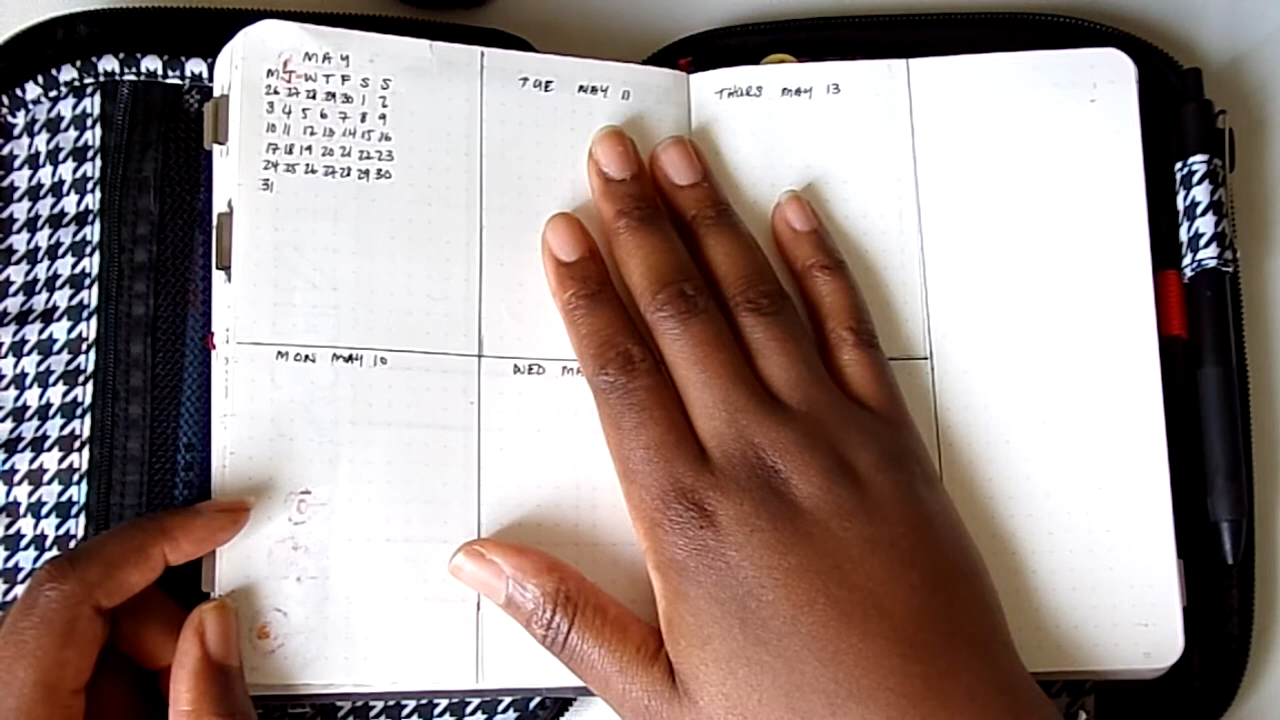 MAY
M T W T F S S
26 27 28 29 30 1 2
3 4 5 6 7 8 9
10 11 12 13 14 15 16
17 18 19 20 21 22 23
24 25 26 27 28 29 30
31
TUE MAY 11
THURS MAY 13
MON MAY 10
WED MA